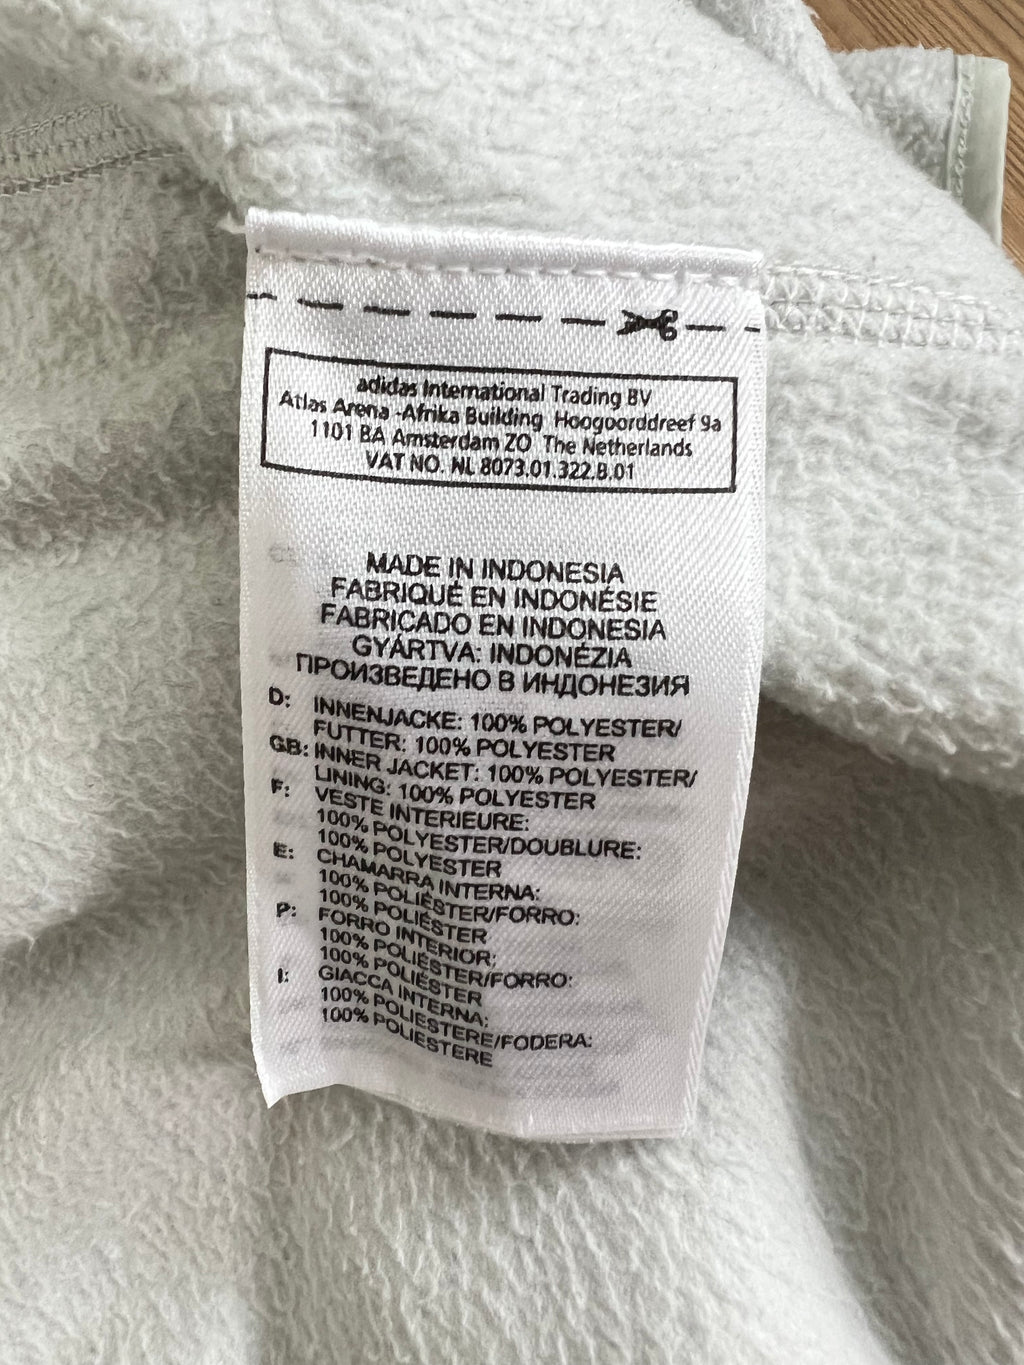 adidas International Trading BV
Atlas Arena -Afrika Building Hoogoorddreef 9a
1101 BA Amsterdam ZO The Netherlands
VAT NO. NL 8073.01.322.B.01
MADE IN INDONESIA
FABRIQUÉ EN INDONÉSIE
FABRICADO EN INDONESIA
GYÁRTVA: INDONÉZIA
ПРОИЗВЕДЕНО В ИНДОНЕЗИЯ
D: INNENJACKE: 100% POLYESTER/
FUTTER: 100% POLYESTER
GB: INNER JACKET: 100% POLYESTER/
LINING: 100% POLYESTER
F: VESTE INTERIEURE:
100% POLYESTER/DOUBLURE:
100% POLYESTER
E: CHAMARRA INTERNA:
100% POLIÉSTER/FORRO:
100% POLIÉSTER
P: FORRO INTERIOR:
100% POLIÉSTER/FORRO:
100% POLIÉSTER
I: GIACCA INTERNA:
100% POLIESTERE/FODERA:
100% POLIESTERE